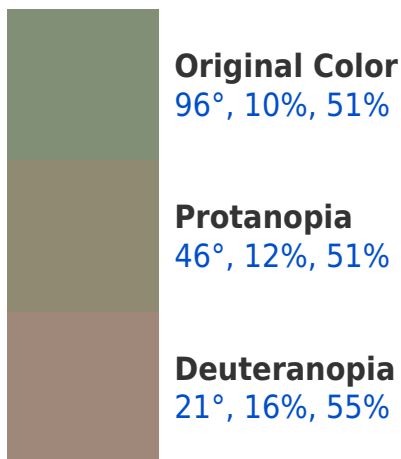 Original Color
96°, 10%, 51%
Protanopia
46°, 12%, 51%
Deuteranopia
21°, 16%, 55%